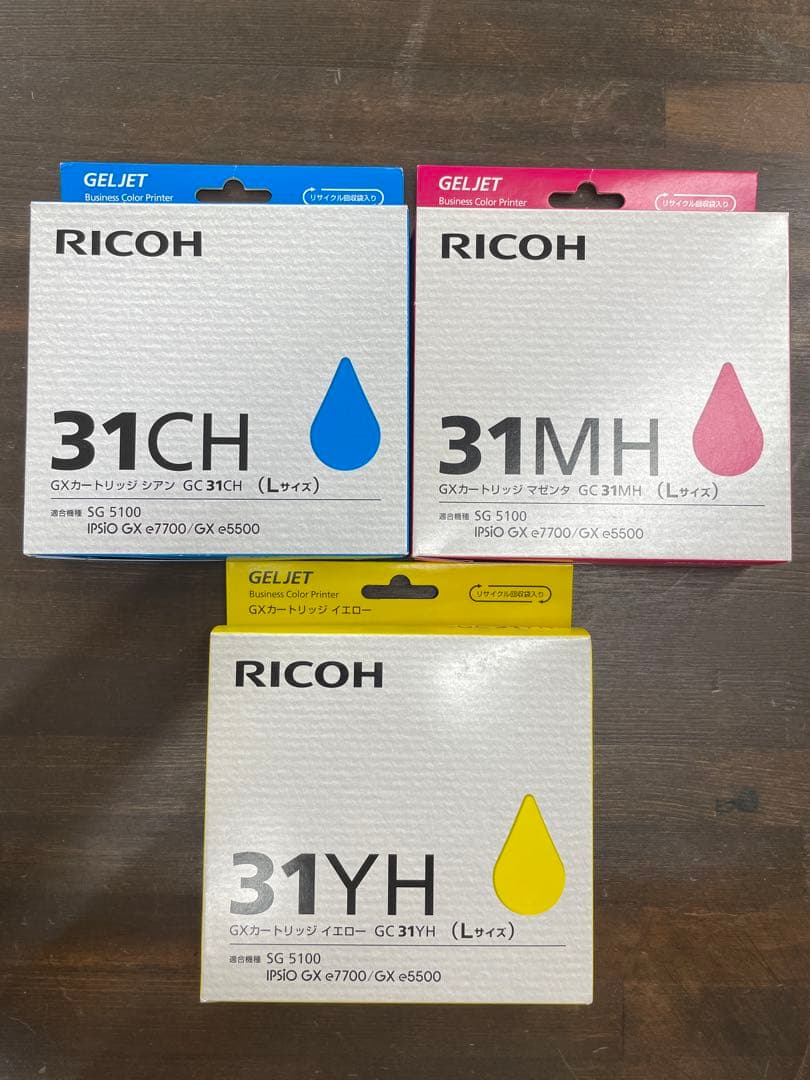 GELJET
Business Color Printer
リサイクル回収袋入り
RICOH
31CH
GXカートリッジ シアン GC 31CH (Lサイズ)
適合機種 SG 5100
IPSiO GX e7700/GX e5500
GELJET
Business Color Printer
リサイクル回収袋入り
RICOH
31MH
GXカートリッジ マゼンタ GC 31MH (Lサイズ)
適合機種 SG 5100
IPSiO GX e7700/GX e5500
GELJET
Business Color Printer
GXカートリッジ イエロー
リサイクル回収袋入り
RICOH
31YH
GXカートリッジ イエロー GC 31YH (Lサイズ)
適合機種 SG 5100
IPSiO GX e7700/GX e5500